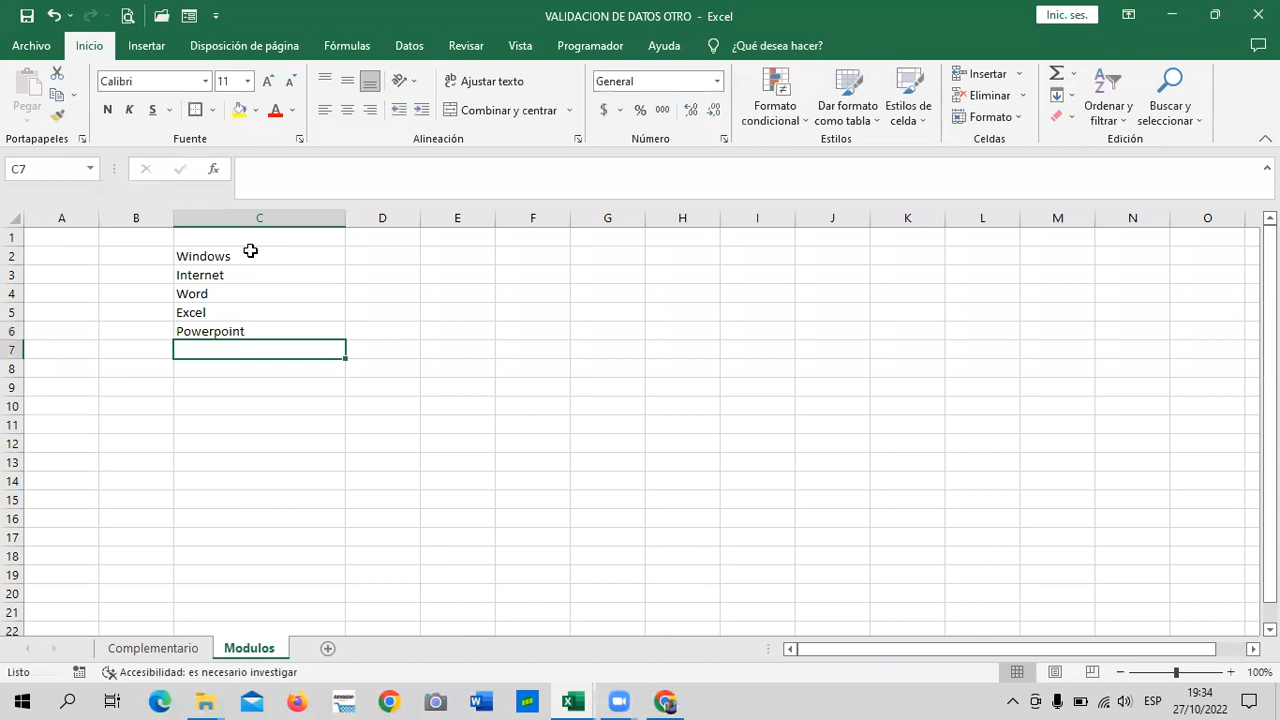 VALIDACION DE DATOS OTRO - Excel
Inic. ses.
Archivo Inicio Insertar Disposición de página Fórmulas Datos Revisar Vista Programador Ayuda ¿Qué desea hacer?
Pegar
Calibri 11
N K S
Ajustar texto
Combinar y centrar
General
$ % 000
Formato condicional
Dar formato como tabla
Estilos de celda
Insertar
Eliminar
Formato
Ordenar y filtrar
Buscar y seleccionar
Portapapeles Fuente Alineación Número Estilos Celdas Edición
C7 fx
A B C D E F G H I J K L M N O
1
2 Windows
3 Internet
4 Word
5 Excel
6 Powerpoint
7
8
9
10
11
12
13
14
15
16
17
18
19
20
21
22
Complementario Modulos
Listo Accesibilidad: es necesario investigar 100%
ESP 19:34
27/10/2022